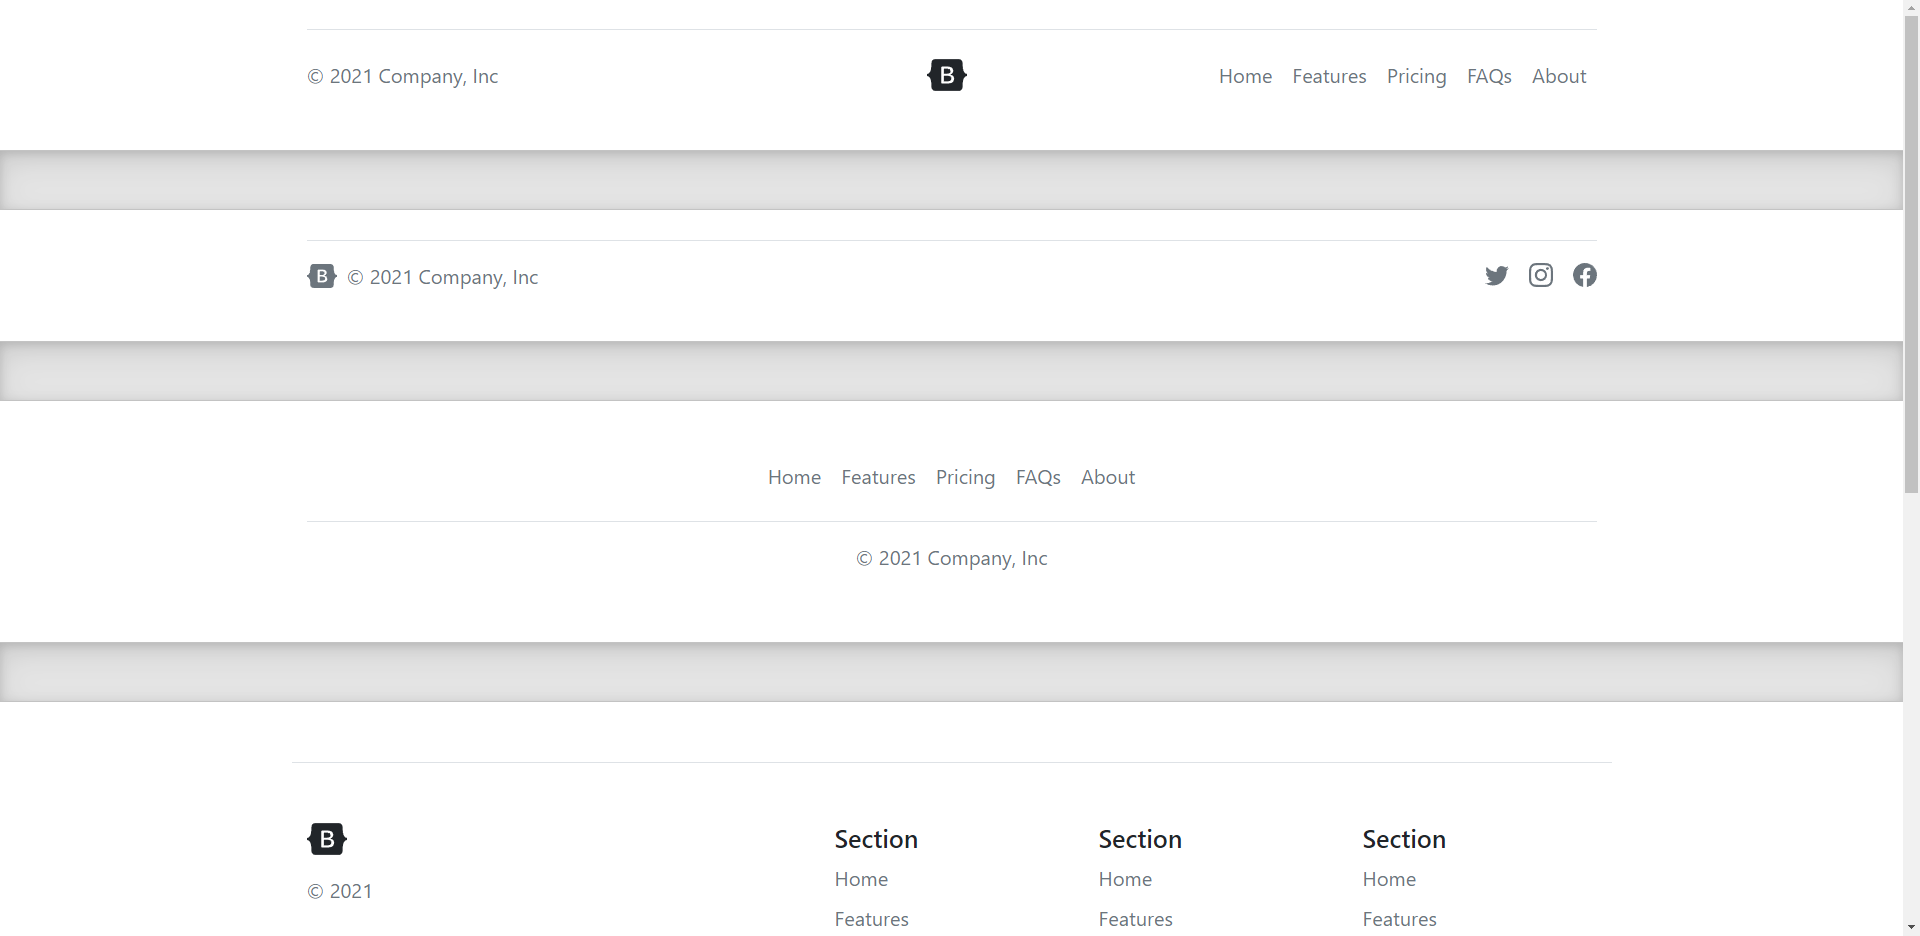 © 2021 Company, Inc
B
Home Features Pricing FAQs About
B © 2021 Company, Inc
Home Features Pricing FAQs About
© 2021 Company, Inc
B
© 2021
Section
Home
Features
Section
Home
Features
Section
Home
Features